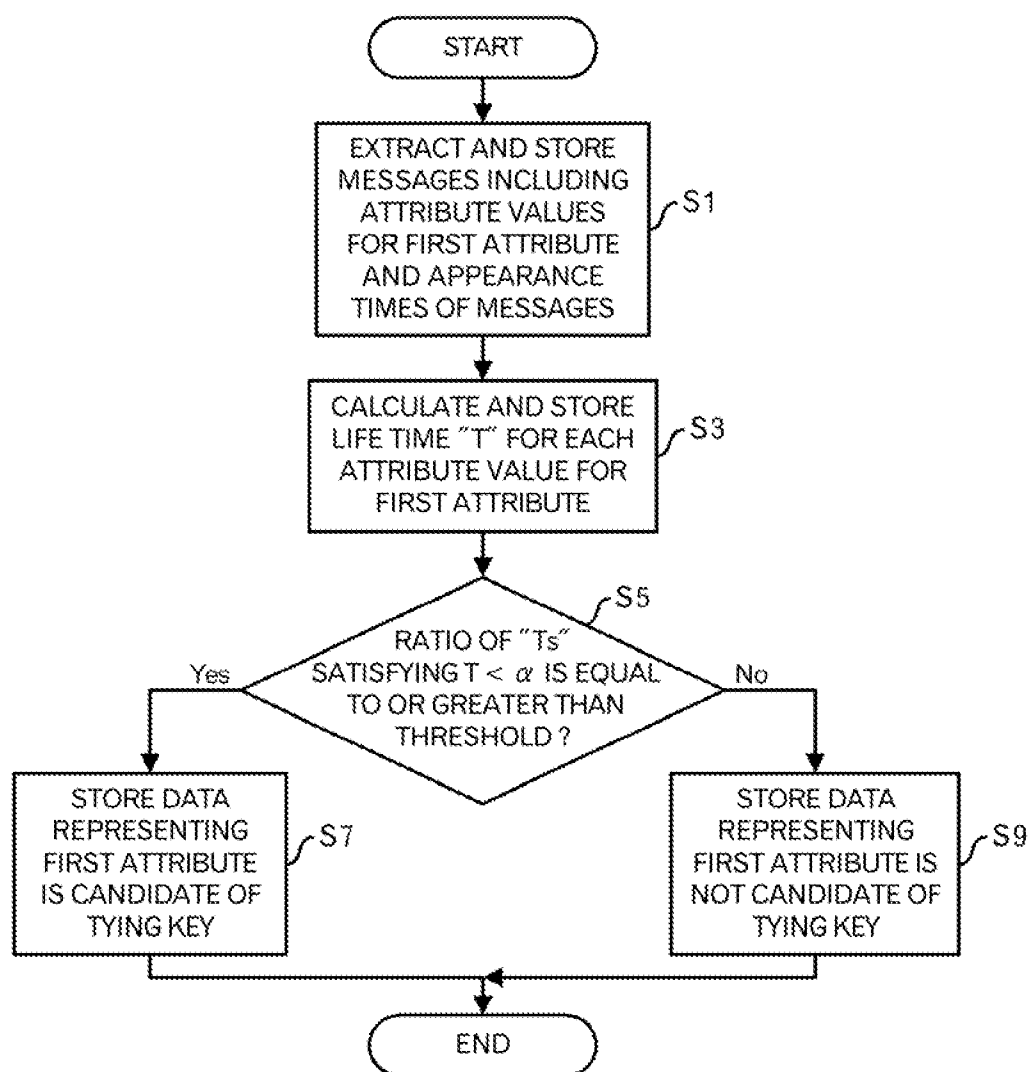 START
EXTRACT AND STORE
MESSAGES INCLUDING
ATTRIBUTE VALUES
FOR FIRST ATTRIBUTE
AND APPEARANCE
TIMES OF MESSAGES
S1
CALCULATE AND STORE
LIFE TIME "T" FOR EACH
ATTRIBUTE VALUE FOR
FIRST ATTRIBUTE
S3
S5
RATIO OF "Ts"
SATISFYING T < α IS EQUAL
TO OR GREATER THAN
THRESHOLD ?
Yes
No
STORE DATA
REPRESENTING
FIRST ATTRIBUTE
IS CANDIDATE OF
TYING KEY
S7
STORE DATA
REPRESENTING
FIRST ATTRIBUTE IS
NOT CANDIDATE OF
TYING KEY
S9
END